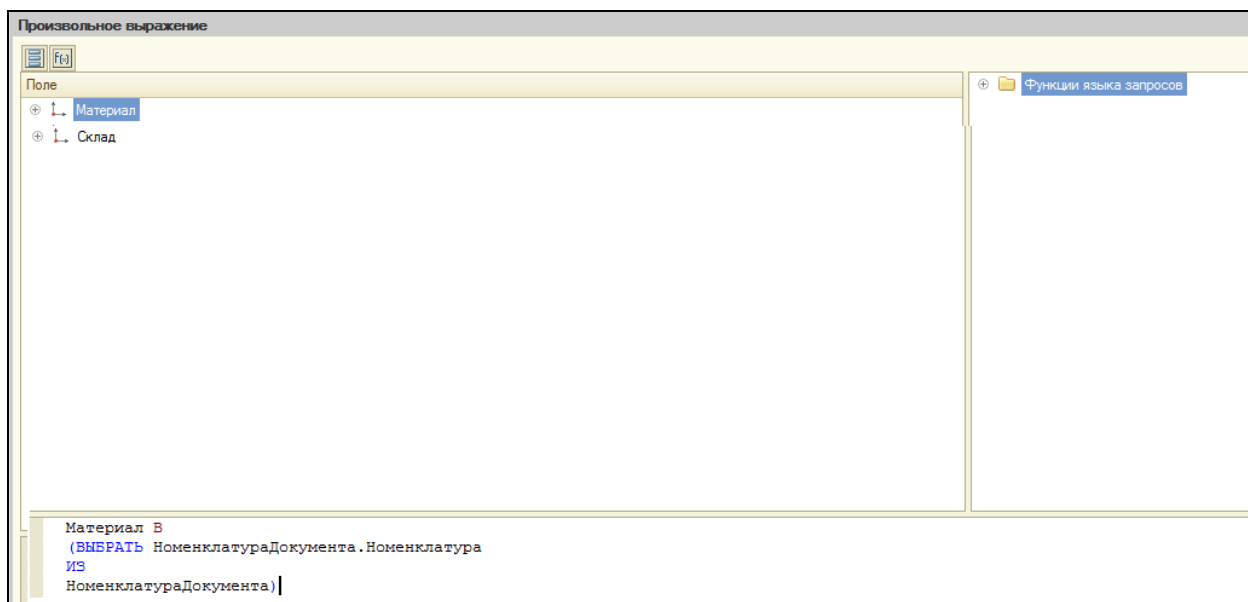 Произвольное выражение
F(x)
Поле
Материал
Склад
Функции языка запросов
Материал В
(ВЫБРАТЬ НоменклатураДокумента.Номенклатура
ИЗ
НоменклатураДокумента)